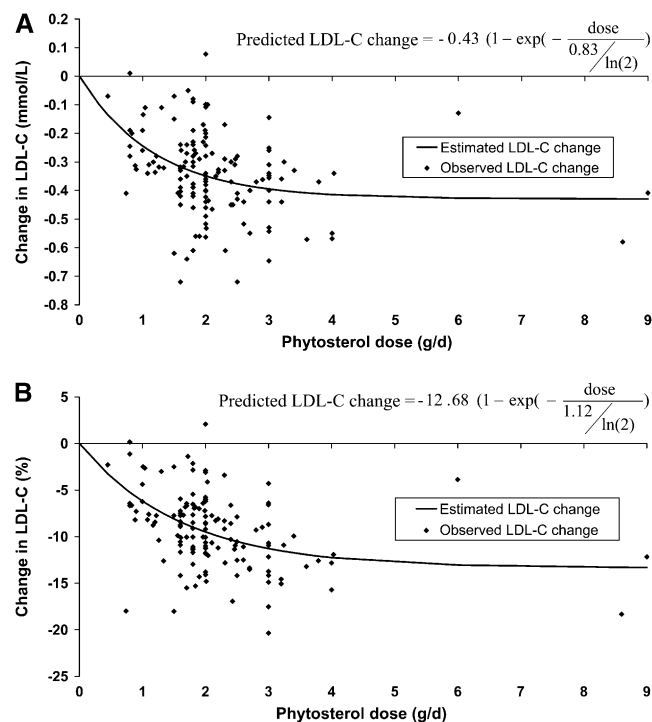 A
Predicted LDL-C change = - 0.43 (1 – exp( – dose / 0.83/ln(2) )
0.2
0.1
0
-0.1
-0.2
-0.3
-0.4
-0.5
-0.6
-0.7
-0.8
Change in LDL-C (mmol/L)
Estimated LDL-C change
Observed LDL-C change
0 1 2 3 4 5 6 7 8 9
Phytosterol dose (g/d)
B
Predicted LDL-C change = -12 .68 (1 – exp( – dose / 1.12/ln(2) )
5
0
-5
-10
-15
-20
-25
Change in LDL-C (%)
Estimated LDL-C change
Observed LDL-C change
0 1 2 3 4 5 6 7 8 9
Phytosterol dose (g/d)